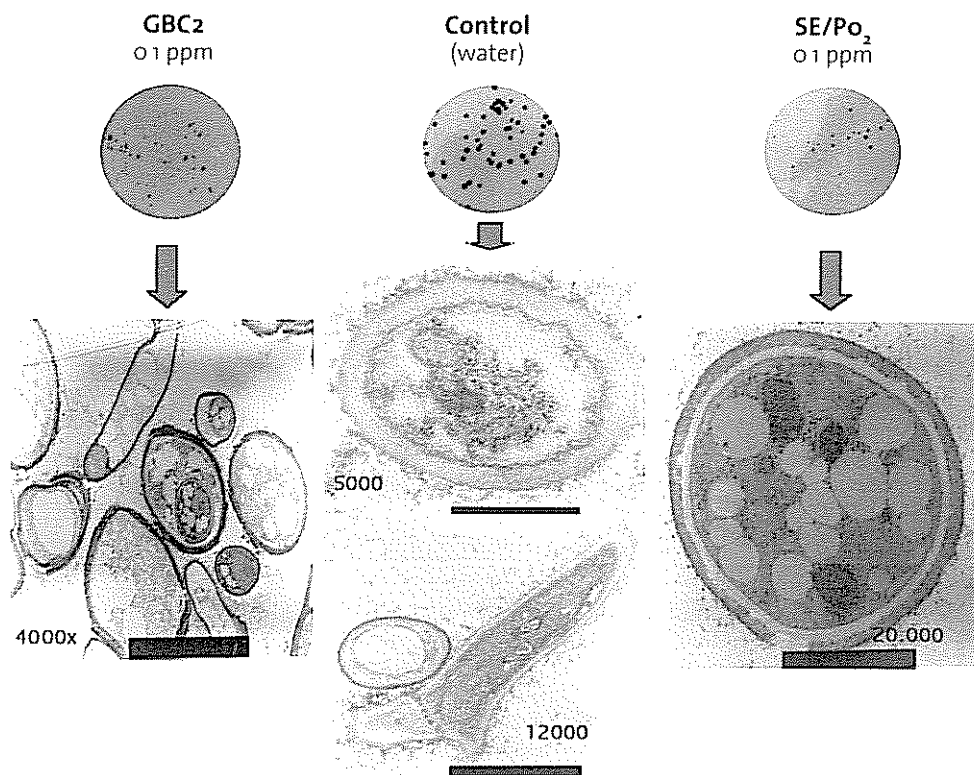 GBC2
01 ppm
Control
(water)
SE/Po₂
01 ppm
5000
4000x
20.000
12000